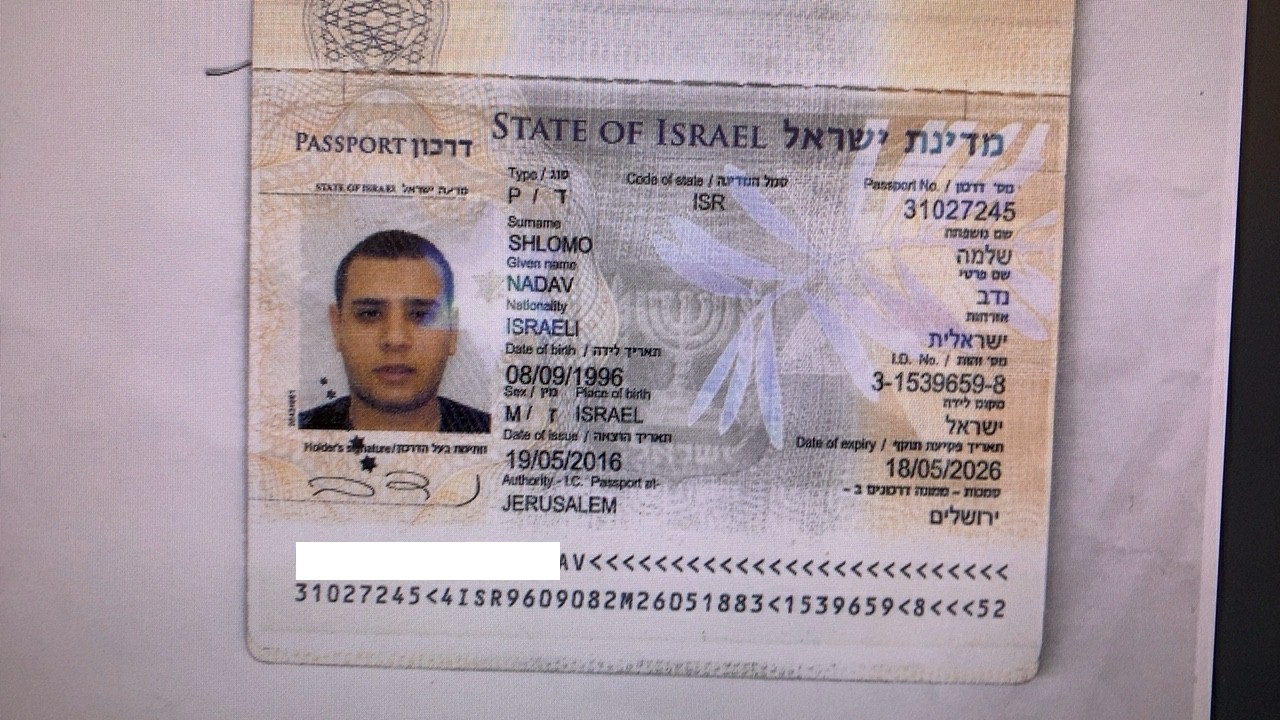 STATE OF ISRAEL מדינת ישראל
PASSPORT דרכון
STATE OF ISRAEL מדינת ישראל
Type / סוג
Code of state / סמל המדינה
Passport No. / מס' דרכון
P / ד
ISR
31027245
Surname
שם משפחה
SHLOMO
שלמה
Given name
שם פרטי
NADAV
נדב
Nationality
אזרחות
ISRAELI
ישראלית
Date of birth / תאריך לידה
I.D. No. / מס' זהות
08/09/1996
3-1539659-8
Sex / מין Place of birth
מקום לידה
M / ז ISRAEL
ישראל
Date of issue / תאריך הוצאה
Date of expiry / תאריך פקיעת תוקף
19/05/2016
18/05/2026
Authority - I.C. Passport at-
סמכות - ממונה דרכונים ב -
JERUSALEM
ירושלים
Holder's signature/חתימת בעל הדרכון
AV<<<<<<<<<<<<<<<<<<<<<<<<<<<<
31027245<4ISR9609082M26051883<1539659<8<<<52